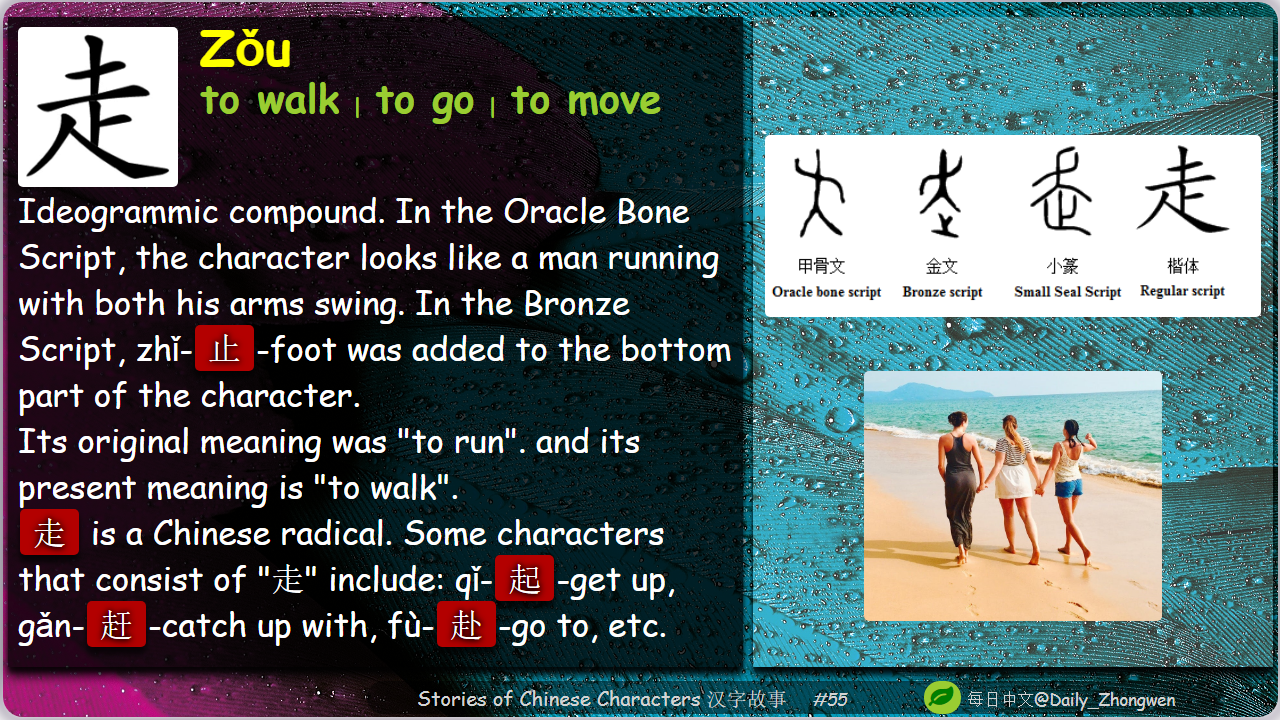 走
Zǒu
to walk | to go | to move
Ideogrammic compound. In the Oracle Bone
Script, the character looks like a man running
with both his arms swing. In the Bronze
Script, zhǐ-止-foot was added to the bottom
part of the character.
Its original meaning was "to run". and its
present meaning is "to walk".
走 is a Chinese radical. Some characters
that consist of "走" include: qǐ-起-get up,
gǎn-赶-catch up with, fù-赴-go to, etc.
走
甲骨文 金文 小篆 楷体
Oracle bone script Bronze script Small Seal Script Regular script
Stories of Chinese Characters 汉字故事 #55
每日中文@Daily_Zhongwen